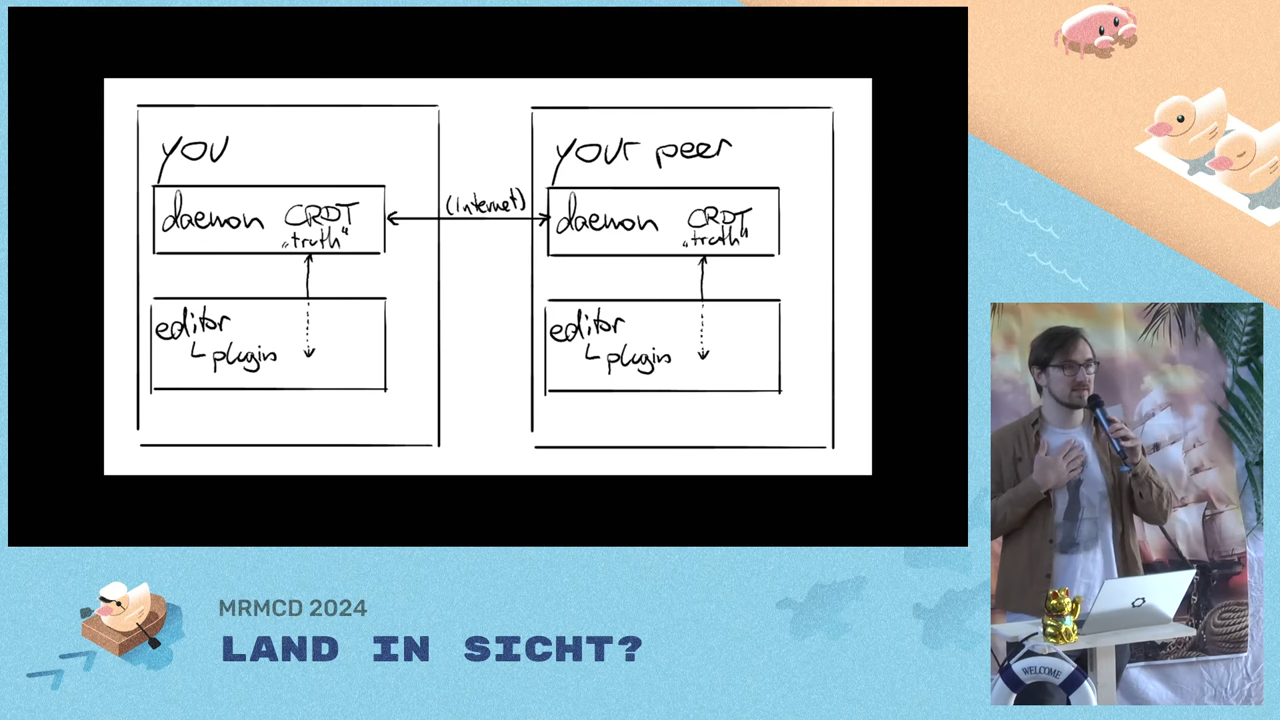 you
daemon CRDT
„truth"
editor
└ plugin
(internet)
your peer
daemon CRDT
„truth"
editor
└ plugin
MRMCD 2024
LAND IN SICHT?
WELCOME